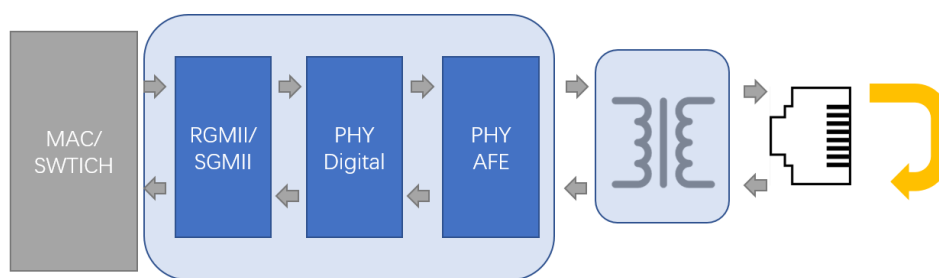 MAC/
SWTICH
RGMII/
SGMII
PHY
Digital
PHY
AFE